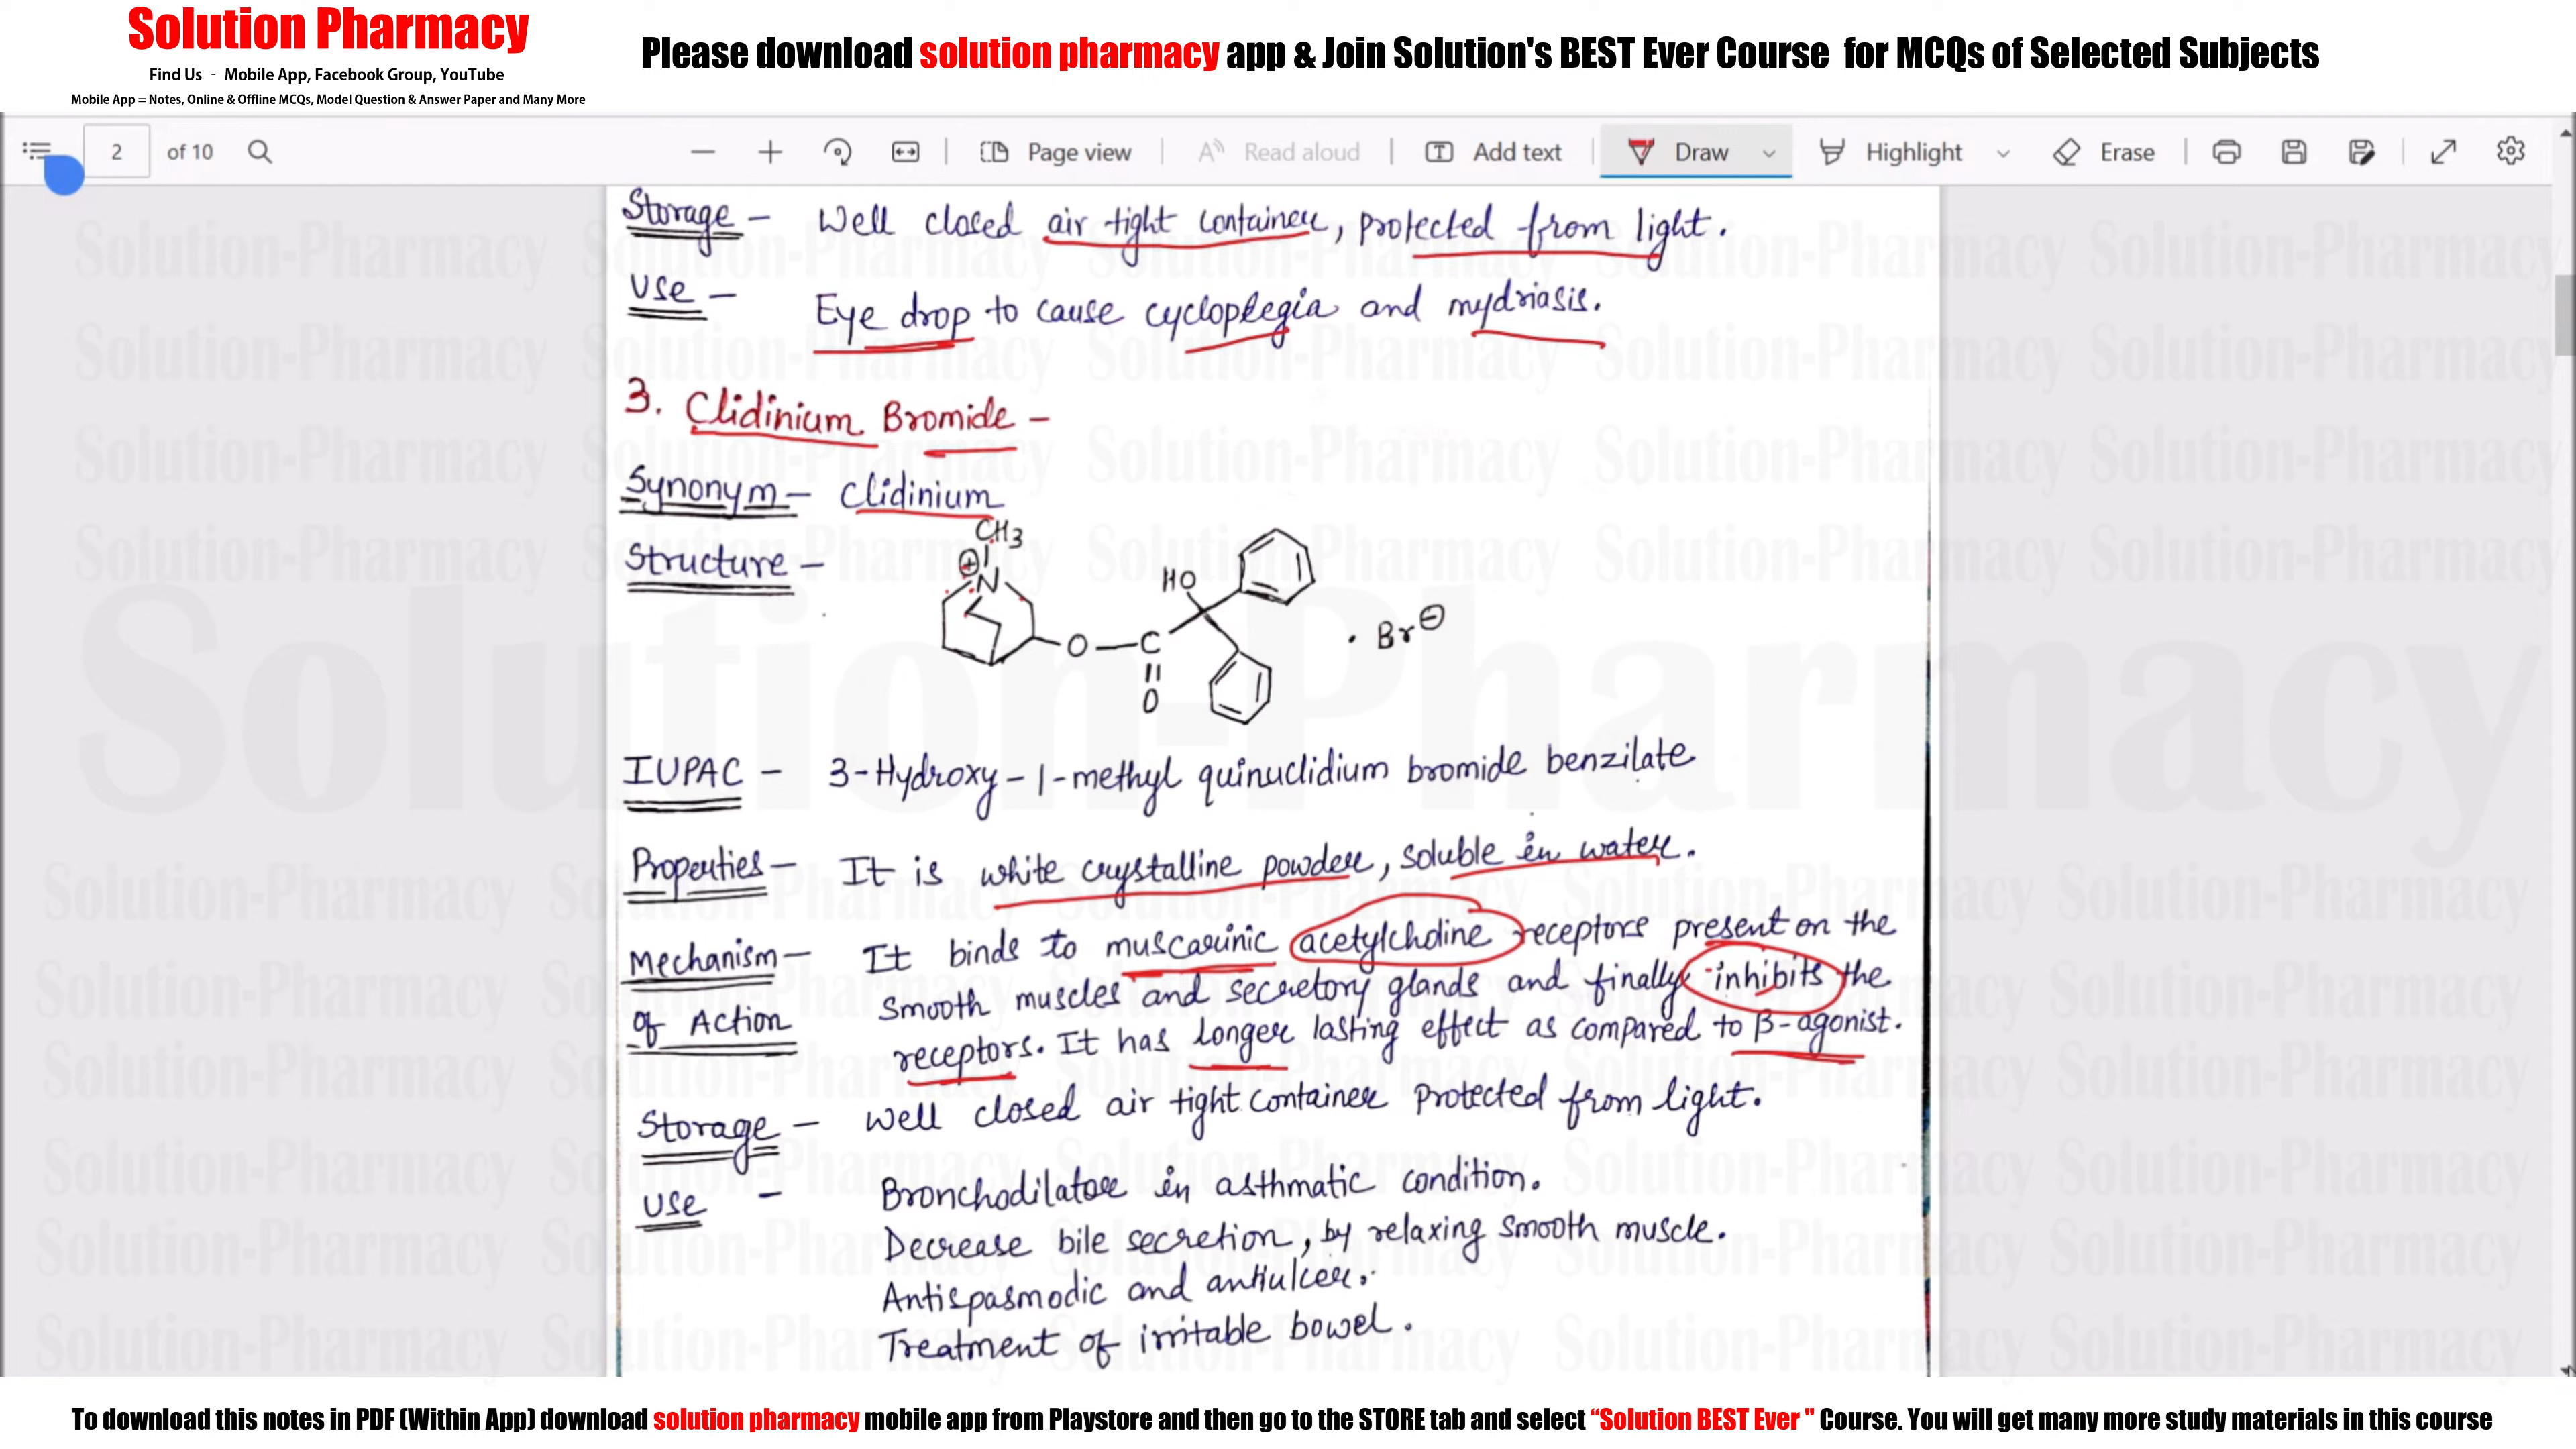 Solution Pharmacy
Find Us - Mobile App, Facebook Group, YouTube
Mobile App = Notes, Online & Offline MCQs, Model Question & Answer Paper and Many More
Please download solution pharmacy app & Join Solution's BEST Ever Course for MCQs of Selected Subjects
2 of 10 Page view Read aloud Add text Draw Highlight Erase
Storage - Well closed air tight container, protected from light.
Use - Eye drop to cause cycloplegia and mydriasis.
3. Clidinium Bromide -
Synonym - Clidinium
Structure -
CH3
⊕
N
HO
O - C
O
. Br⊖
IUPAC - 3-Hydroxy-1-methyl quinuclidium bromide benzilate
Properties - It is white crystalline powder, soluble in water.
Mechanism - It binds to muscarinic acetylcholine receptors present on the
of Action smooth muscles and secretory glands and finally inhibits the
receptors. It has longer lasting effect as compared to β-agonist.
Storage - Well closed air tight container protected from light.
Use - Bronchodilator in asthmatic condition.
Decrease bile secretion, by relaxing smooth muscle.
Antispasmodic and antiulcer.
Treatment of irritable bowel.
Solution-Pharmacy
To download this notes in PDF (Within App) download solution pharmacy mobile app from Playstore and then go to the STORE tab and select “Solution BEST Ever " Course. You will get many more study materials in this course